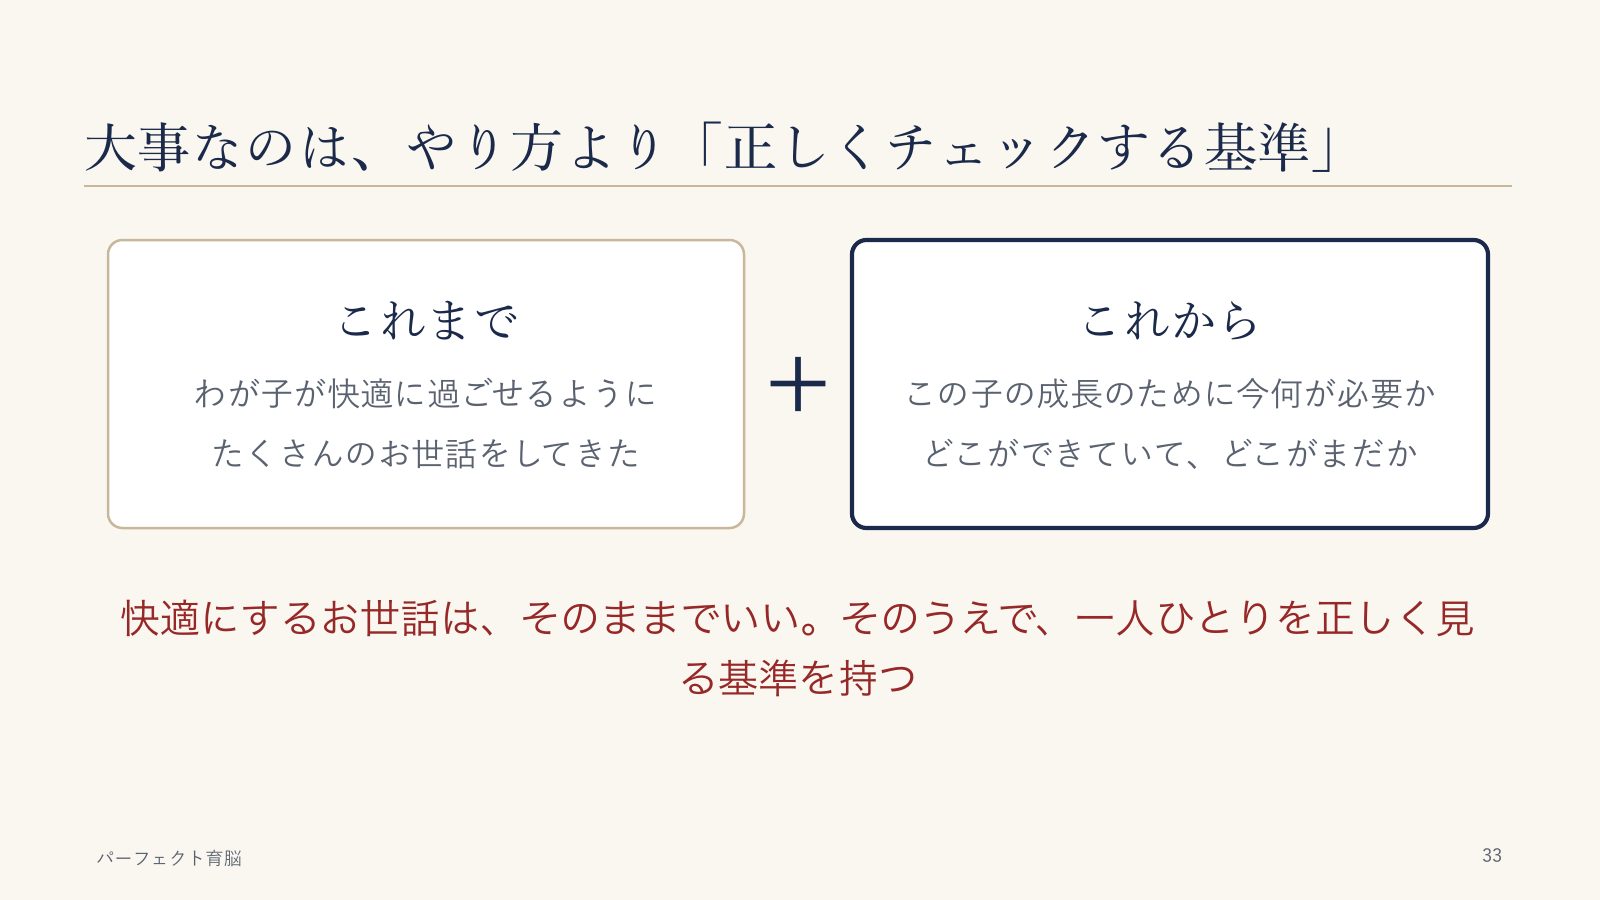 大事なのは、やり方より「正しくチェックする基準」
これまで
わが子が快適に過ごせるように
たくさんのお世話をしてきた
+
これから
この子の成長のために今何が必要か
どこができていて、どこがまだか
快適にするお世話は、そのままでいい。そのうえで、一人ひとりを正しく見
る基準を持つ
パーフェクト育脳
33